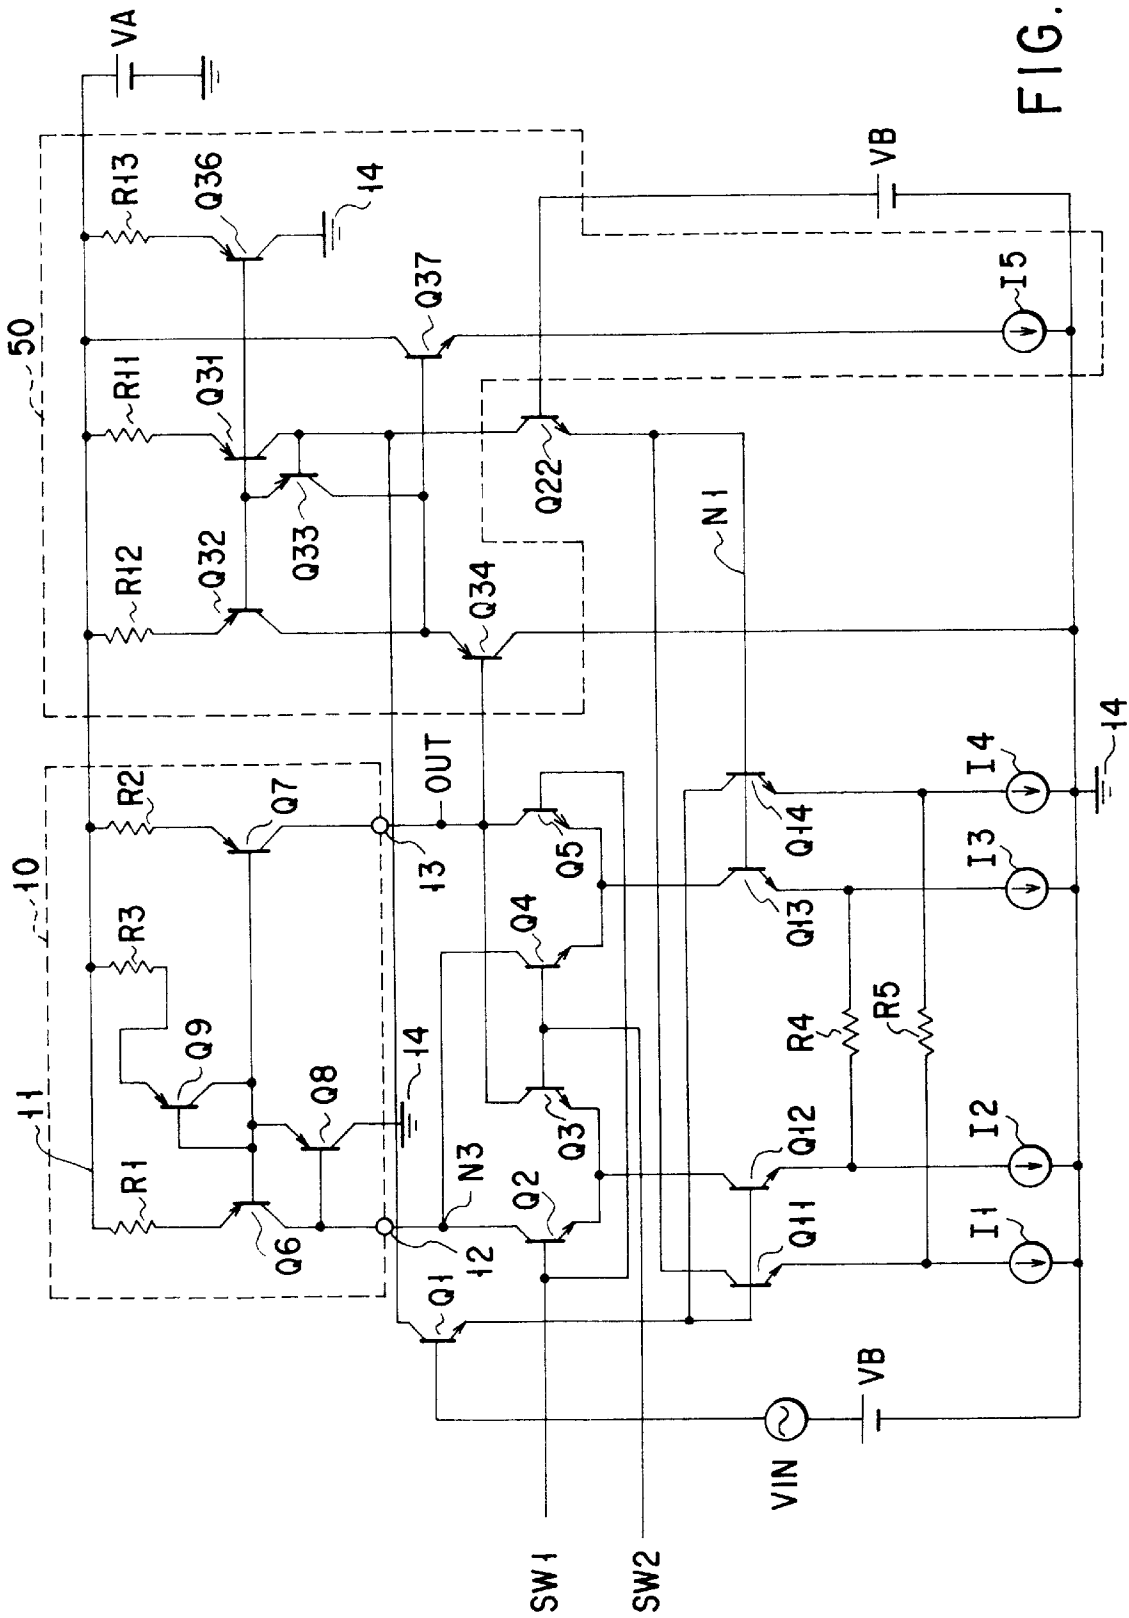 VA
50
R13
Q36
14
R11
Q31
R12
Q32
Q33
Q37
Q34
Q22
VB
I5
N1
FIG.
10
11
R2
Q7
R3
Q9
R1
Q6
Q8
14
OUT
13
12
N3
Q1
Q2
Q3
Q4
Q5
Q14
Q13
Q12
Q11
R4
R5
I4
I3
I2
I1
14
VIN
VB
SW1
SW2